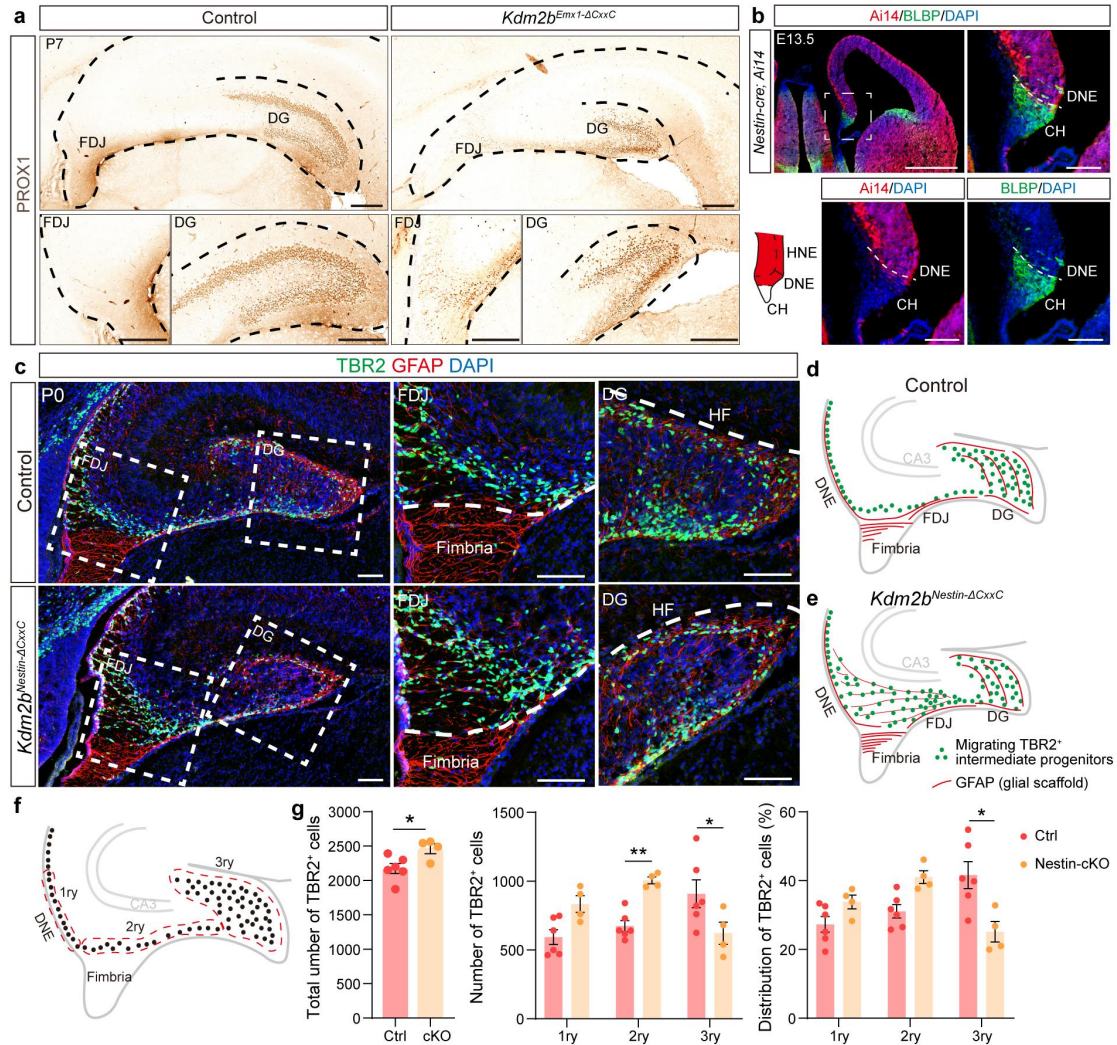 a
Control
Kdm2b^Emx1-ΔCxxC
PROX1
P7
DG
FDJ
DG
FDJ
FDJ
DG
FDJ
DG
b
Ai14/BLBP/DAPI
Nestin-cre; Ai14
E13.5
DNE
CH
Ai14/DAPI
BLBP/DAPI
HNE
DNE
CH
DNE
CH
DNE
CH
c
TBR2 GFAP DAPI
Control
P0
FDJ
DG
FDJ
Fimbria
DG
HF
Kdm2b^Nestin-ΔCxxC
FDJ
DG
FDJ
Fimbria
DG
HF
d
Control
CA3
DNE
FDJ
DG
Fimbria
e
Kdm2b^Nestin-ΔCxxC
CA3
DNE
FDJ
DG
Fimbria
Migrating TBR2⁺
intermediate progenitors
GFAP (glial scaffold)
f
3ry
1ry
CA3
DNE
2ry
Fimbria
g
Total umber of TBR2⁺ cells
3000
2500
2000
1500
1000
500
0
*
Ctrl
cKO
Number of TBR2⁺ cells
1500
1000
500
0
**
*
1ry
2ry
3ry
Distribution of TBR2⁺ cells (%)
60
40
20
0
*
1ry
2ry
3ry
Ctrl
Nestin-cKO